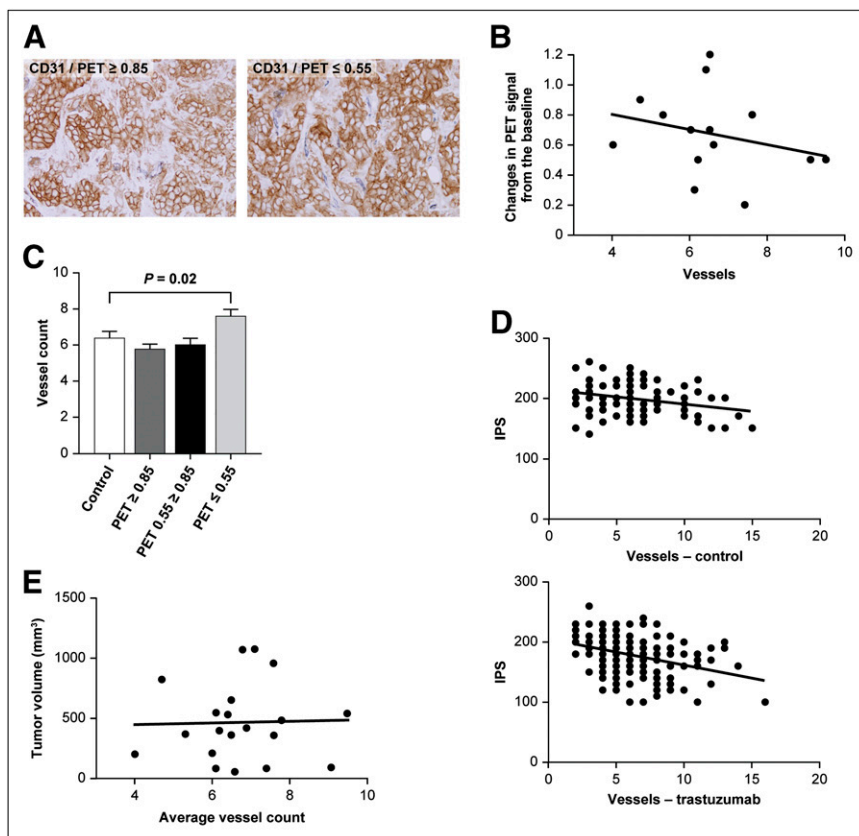 A
CD31 / PET ≥ 0.85
CD31 / PET ≤ 0.55
B
Changes in PET signal
from the baseline
1.2
1.0
0.8
0.6
0.4
0.2
0
4
6
8
10
Vessels
C
P = 0.02
Vessel count
10
8
6
4
2
0
Control
PET ≥ 0.85
PET 0.55 ≥ 0.85
PET ≤ 0.55
D
IPS
300
200
100
0
0
5
10
15
20
Vessels – control
IPS
300
200
100
0
0
5
10
15
20
Vessels – trastuzumab
E
Tumor volume (mm³)
1500
1000
500
0
4
6
8
10
Average vessel count